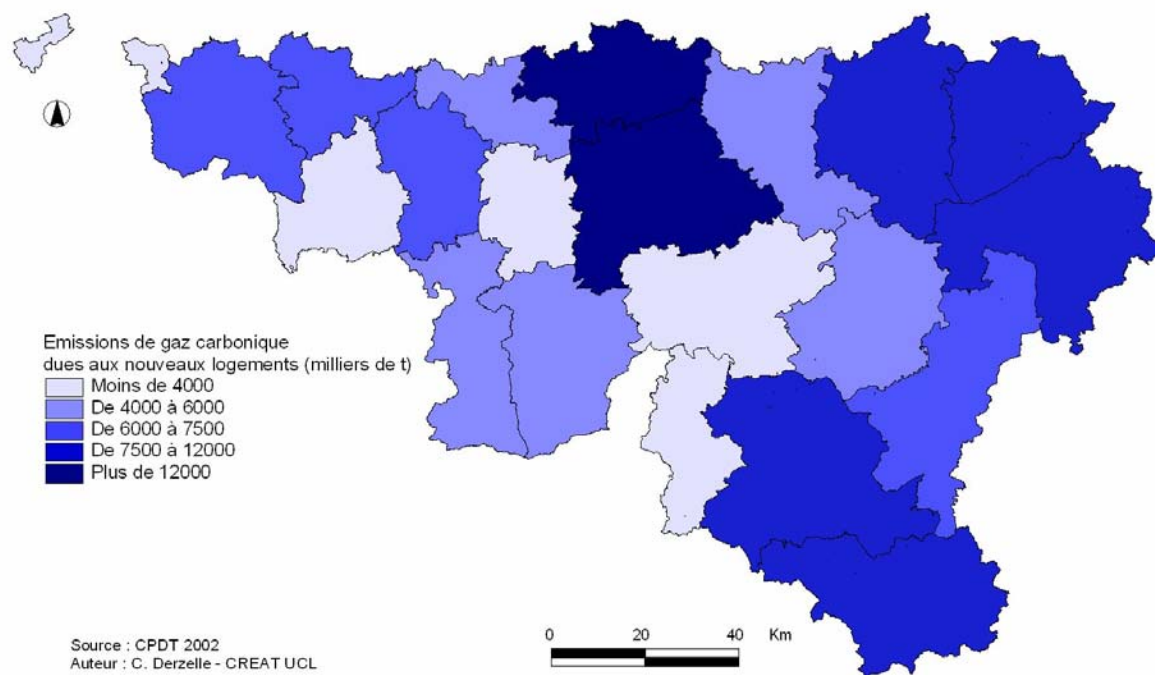 Emissions de gaz carbonique
dues aux nouveaux logements (milliers de t)
Moins de 4000
De 4000 à 6000
De 6000 à 7500
De 7500 à 12000
Plus de 12000
Source : CPDT 2002
Auteur : C. Derzelle - CREAT UCL
0 20 40 Km